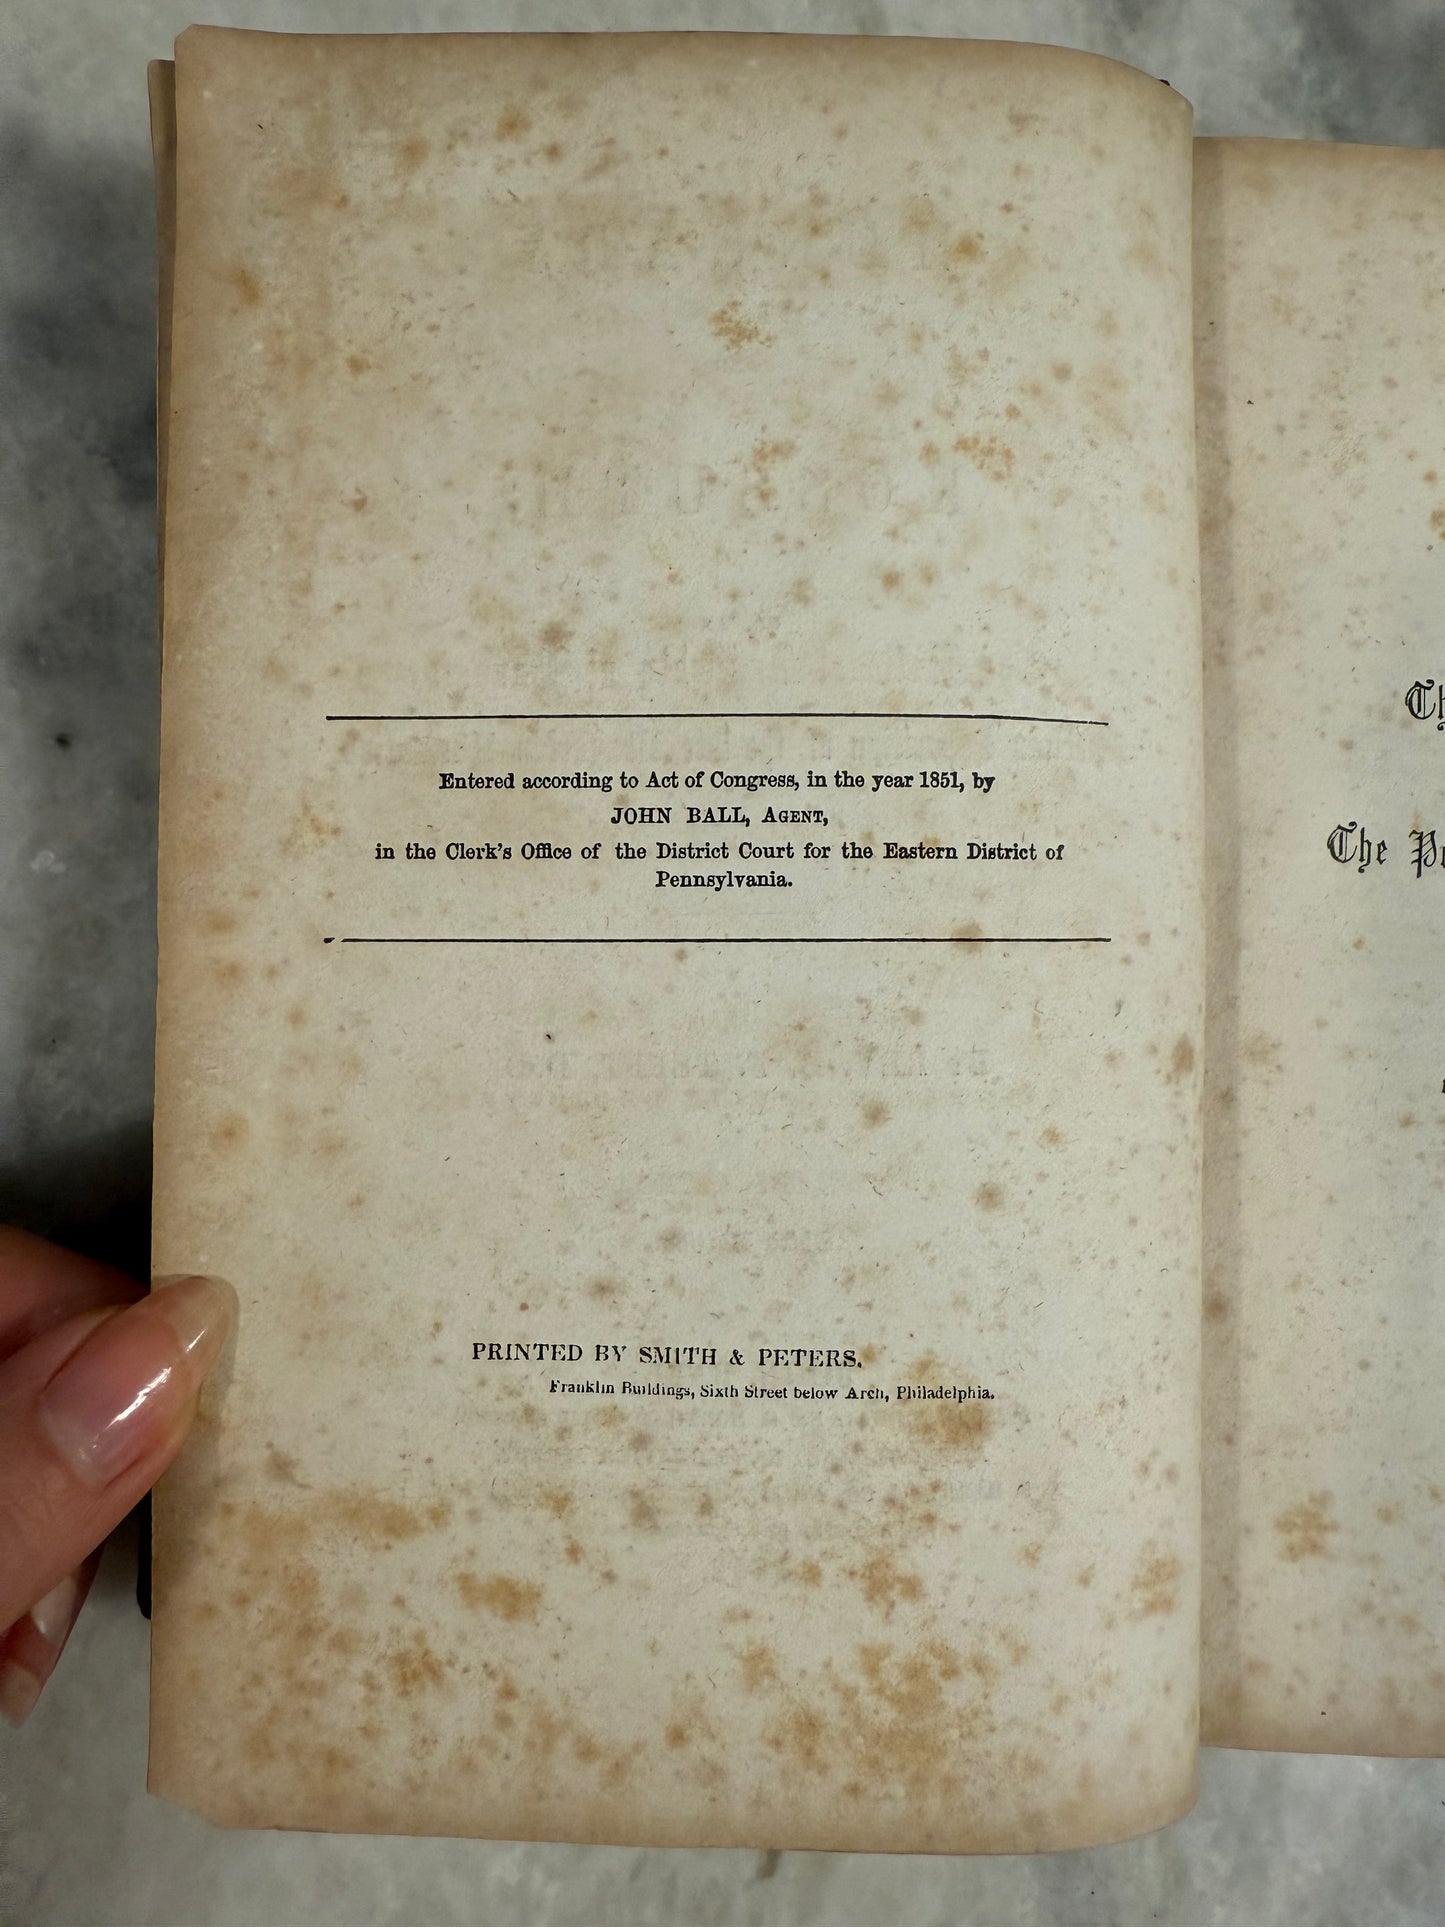 Entered according to Act of Congress, in the year 1851, by
JOHN BALL, AGENT,
in the Clerk's Office of the District Court for the Eastern District of
Pennsylvania.
PRINTED BY SMITH & PETERS,
Franklin Buildings, Sixth Street below Arch, Philadelphia.
The